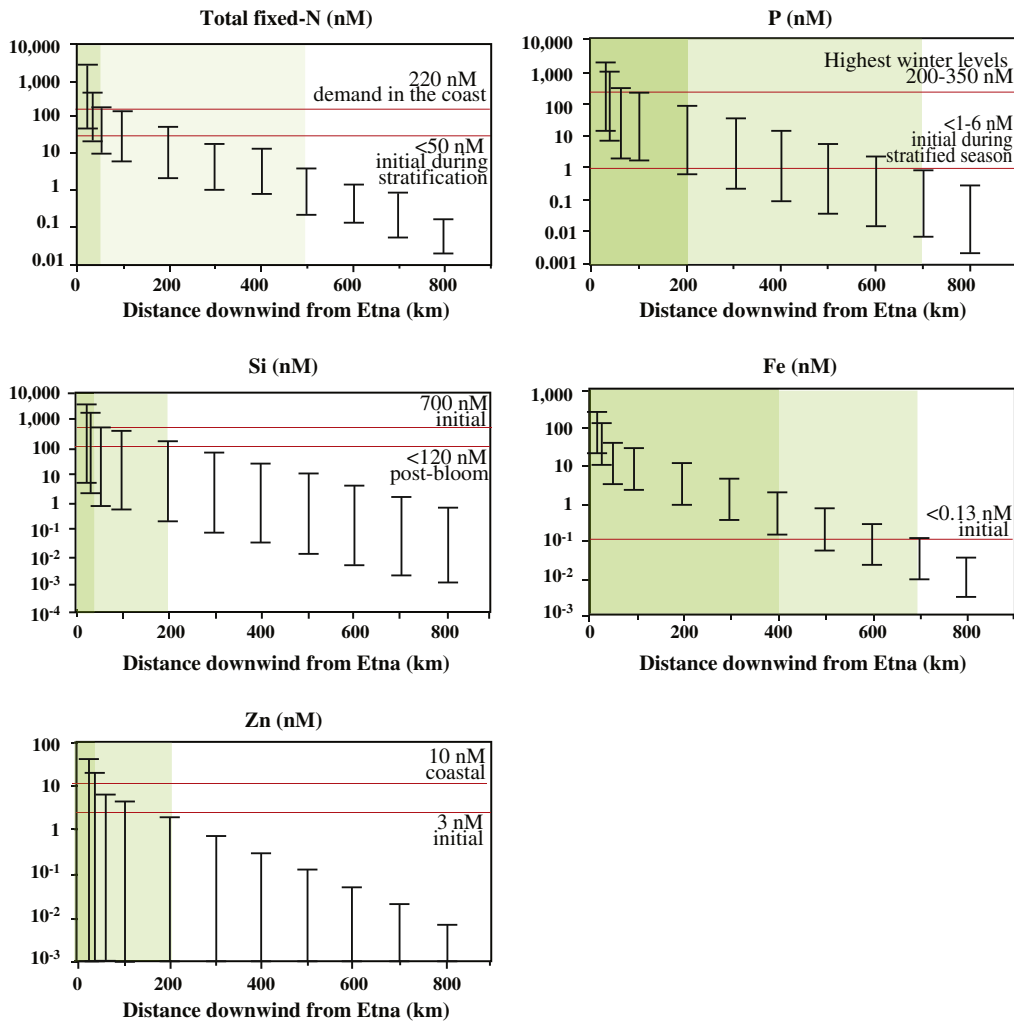 Total fixed-N (nM)
10,000
1,000
100
10
1
0.1
0.01
220 nM
demand in the coast
<50 nM
initial during
stratification
0 200 400 600 800
Distance downwind from Etna (km)
P (nM)
10,000
1,000
100
10
1
0.1
0.01
0.001
Highest winter levels
200-350 nM
<1-6 nM
initial during
stratified season
0 200 400 600 800
Distance downwind from Etna (km)
Si (nM)
10,000
1,000
100
10
1
10-1
10-2
10-3
10-4
700 nM
initial
<120 nM
post-bloom
0 200 400 600 800
Distance downwind from Etna (km)
Fe (nM)
1,000
100
10
1
10-1
10-2
10-3
<0.13 nM
initial
0 200 400 600 800
Distance downwind from Etna (km)
Zn (nM)
100
10
1
10-1
10-2
10-3
10 nM
coastal
3 nM
initial
0 200 400 600 800
Distance downwind from Etna (km)